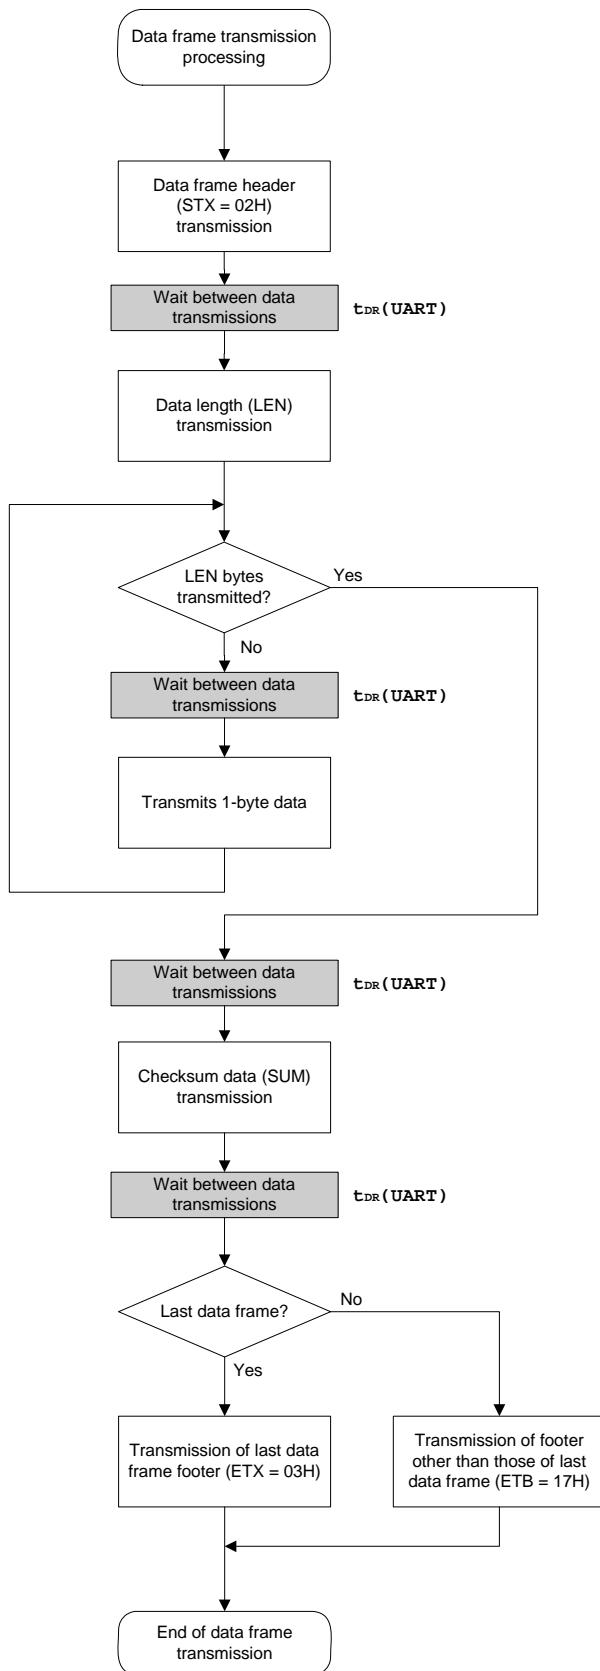 Data frame transmission
processing
Data frame header
(STX = 02H)
transmission
Wait between data
transmissions
tDR(UART)
Data length (LEN)
transmission
LEN bytes
transmitted?
Yes
No
Wait between data
transmissions
tDR(UART)
Transmits 1-byte data
Wait between data
transmissions
tDR(UART)
Checksum data (SUM)
transmission
Wait between data
transmissions
tDR(UART)
Last data frame?
No
Yes
Transmission of last data
frame footer (ETX = 03H)
Transmission of footer
other than those of last
data frame (ETB = 17H)
End of data frame
transmission